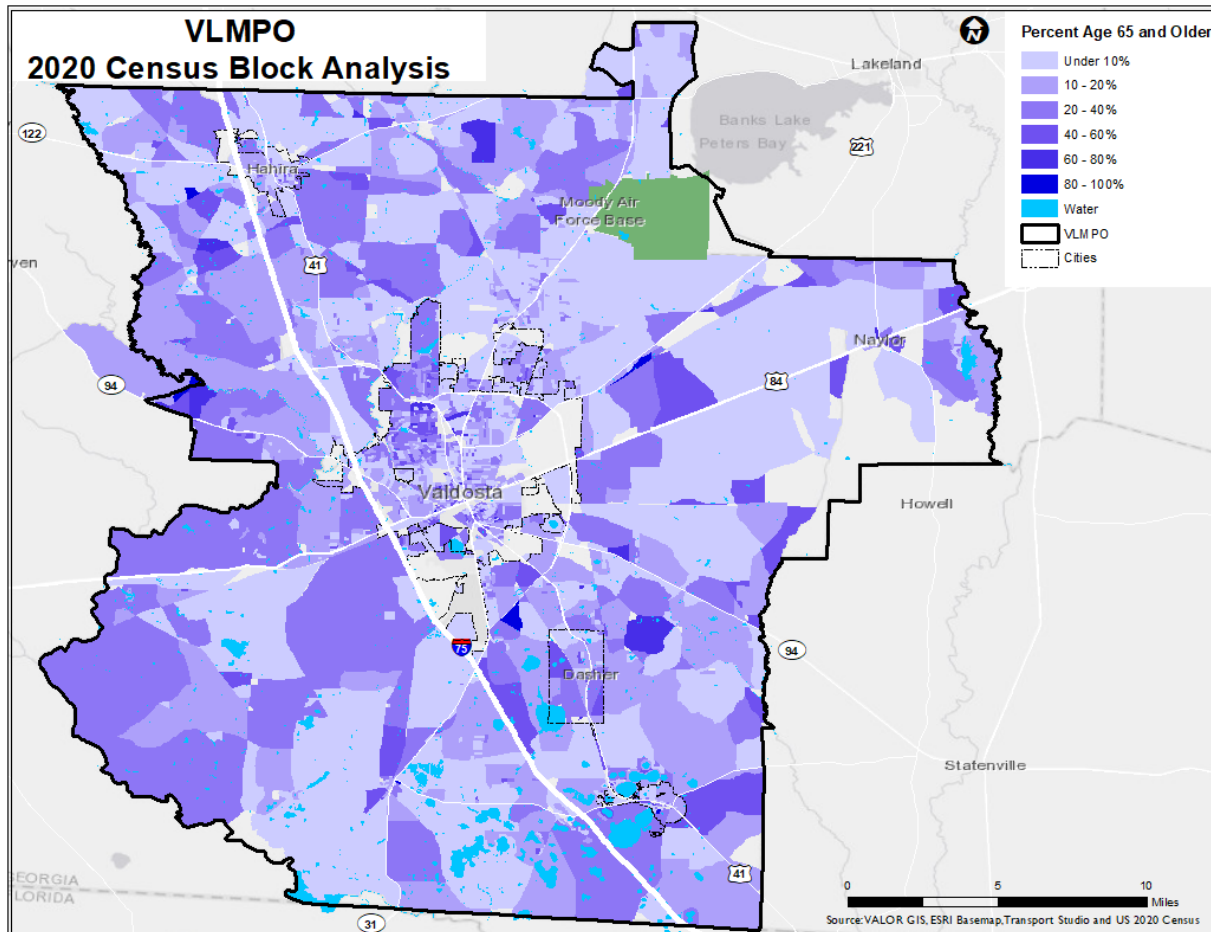 VLMPO
2020 Census Block Analysis
N
Percent Age 65 and Older
Under 10%
10 - 20%
20 - 40%
40 - 60%
60 - 80%
80 - 100%
Water
VLMPO
Cities
Lakeland
Banks Lake
Peters Bay
221
122
Hahira
Moody Air
Force Base
ven
41
94
Naylor
84
Valdosta
Howell
75
Dasher
94
Statenville
41
GEORGIA
FLORIDA
31
0 5 10
Miles
Source:VALOR GIS, ESRI Basemap,Transport Studio and US 2020 Census